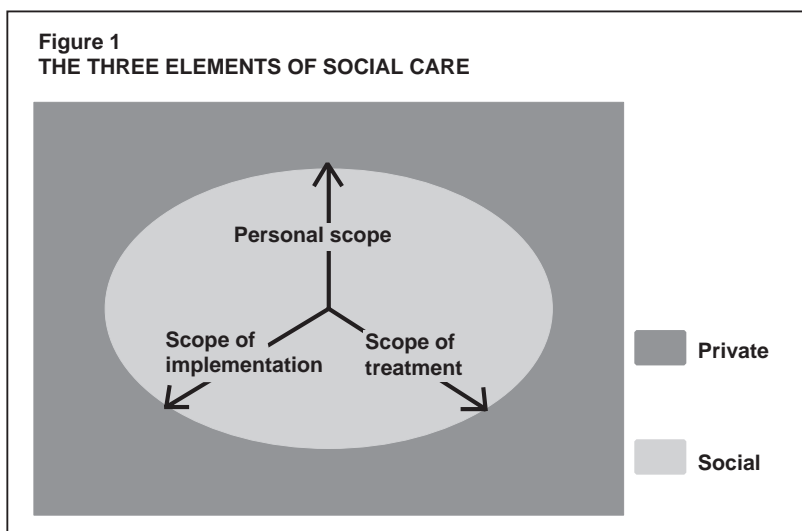 Figure 1
THE THREE ELEMENTS OF SOCIAL CARE
Personal scope
Scope of
implementation
Scope of
treatment
Private
Social